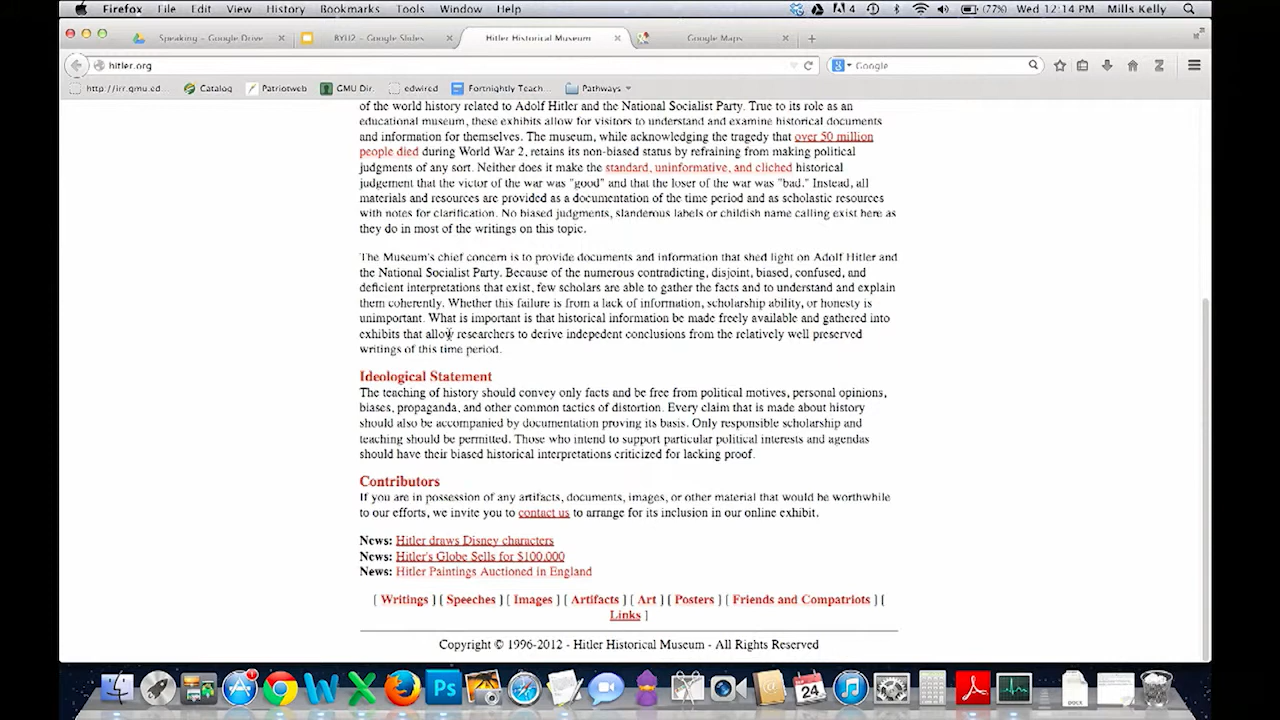 Firefox File Edit View History Bookmarks Tools Window Help 4 (77%) Wed 12:14 PM Mills Kelly
Speaking – Google Drive BYU2 – Google Slides Hitler Historical Museum Google Maps
hitler.org Google
http://irr.gmu.ed... Catalog Patriotweb GMU Dir. edwired Fortnightly Teach... Pathways
of the world history related to Adolf Hitler and the National Socialist Party. True to its role as an
educational museum, these exhibits allow for visitors to understand and examine historical documents
and information for themselves. The museum, while acknowledging the tragedy that over 50 million
people died during World War 2, retains its non-biased status by refraining from making political
judgments of any sort. Neither does it make the standard, uninformative, and cliched historical
judgement that the victor of the war was "good" and that the loser of the war was "bad." Instead, all
materials and resources are provided as a documentation of the time period and as scholastic resources
with notes for clarification. No biased judgments, slanderous labels or childish name calling exist here as
they do in most of the writings on this topic.
The Museum's chief concern is to provide documents and information that shed light on Adolf Hitler and
the National Socialist Party. Because of the numerous contradicting, disjoint, biased, confused, and
deficient interpretations that exist, few scholars are able to gather the facts and to understand and explain
them coherently. Whether this failure is from a lack of information, scholarship ability, or honesty is
unimportant. What is important is that historical information be made freely available and gathered into
exhibits that allow researchers to derive indepedent conclusions from the relatively well preserved
writings of this time period.
Ideological Statement
The teaching of history should convey only facts and be free from political motives, personal opinions,
biases, propaganda, and other common tactics of distortion. Every claim that is made about history
should also be accompanied by documentation proving its basis. Only responsible scholarship and
teaching should be permitted. Those who intend to support particular political interests and agendas
should have their biased historical interpretations criticized for lacking proof.
Contributors
If you are in possession of any artifacts, documents, images, or other material that would be worthwhile
to our efforts, we invite you to contact us to arrange for its inclusion in our online exhibit.
News: Hitler draws Disney characters
News: Hitler's Globe Sells for $100,000
News: Hitler Paintings Auctioned in England
[ Writings ] [ Speeches ] [ Images ] [ Artifacts ] [ Art ] [ Posters ] [ Friends and Compatriots ] [
Links ]
Copyright © 1996-2012 - Hitler Historical Museum - All Rights Reserved
Ps 24